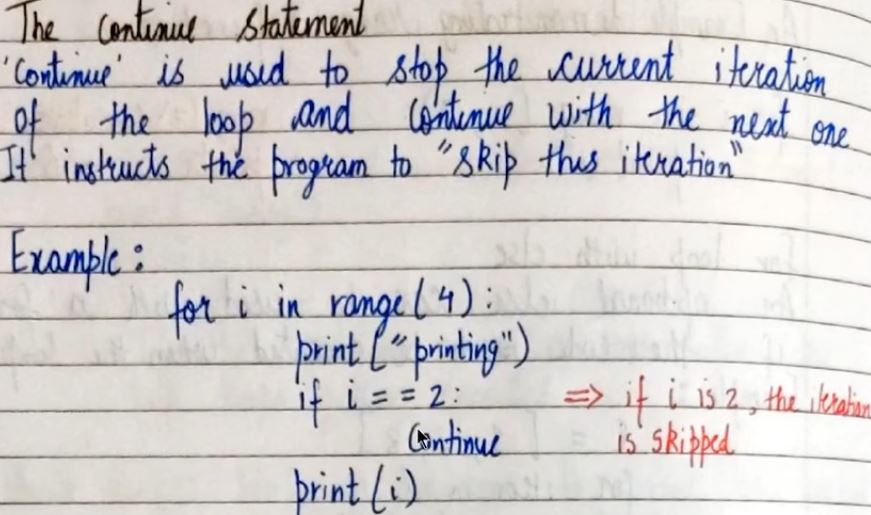 The Continue Statement
'Continue' is used to stop the current iteration
of the loop and Continue with the next one
It instructs the program to "skip this iteration"
Example :
for i in range(4) :
print ("printing")
if i == 2 : ⇒ if i is 2, the iteration
Continue is skipped
print (i)